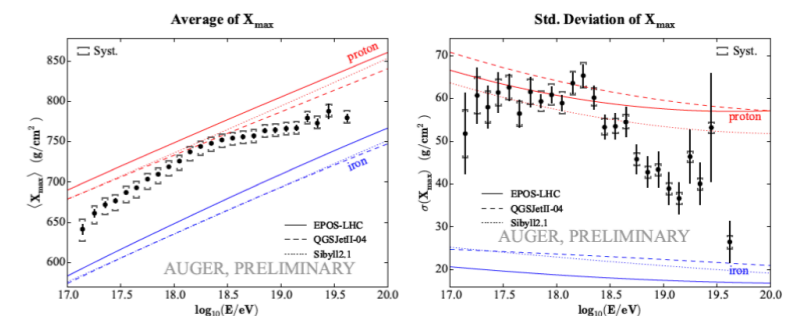 Average of Xmax
Std. Deviation of Xmax
850
800
750
700
650
600
⟨Xmax⟩ (g/cm²)
Syst.
proton
iron
EPOS-LHC
QGSJetII-04
Sibyll2.1
AUGER, PRELIMINARY
17.0 17.5 18.0 18.5 19.0 19.5 20.0
log10(E/eV)
70
60
50
40
30
20
σ(Xmax) (g/cm²)
Syst.
proton
EPOS-LHC
QGSJetII-04
Sibyll2.1
AUGER, PRELIMINARY
iron
17.0 17.5 18.0 18.5 19.0 19.5 20.0
log10(E/eV)